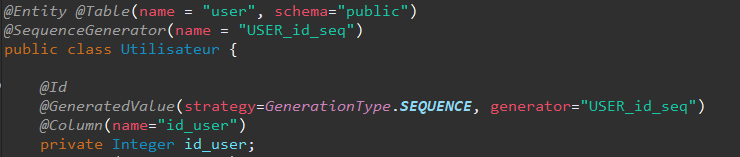 @Entity @Table(name = "user", schema="public")
@SequenceGenerator(name = "USER_id_seq")
public class Utilisateur {
@Id
@GeneratedValue(strategy=GenerationType.SEQUENCE, generator="USER_id_seq")
@Column(name="id_user")
private Integer id_user;